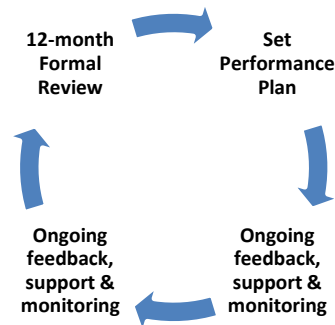 12-month
Formal
Review
Set
Performance
Plan
Ongoing
feedback,
support &
monitoring
Ongoing
feedback,
support &
monitoring